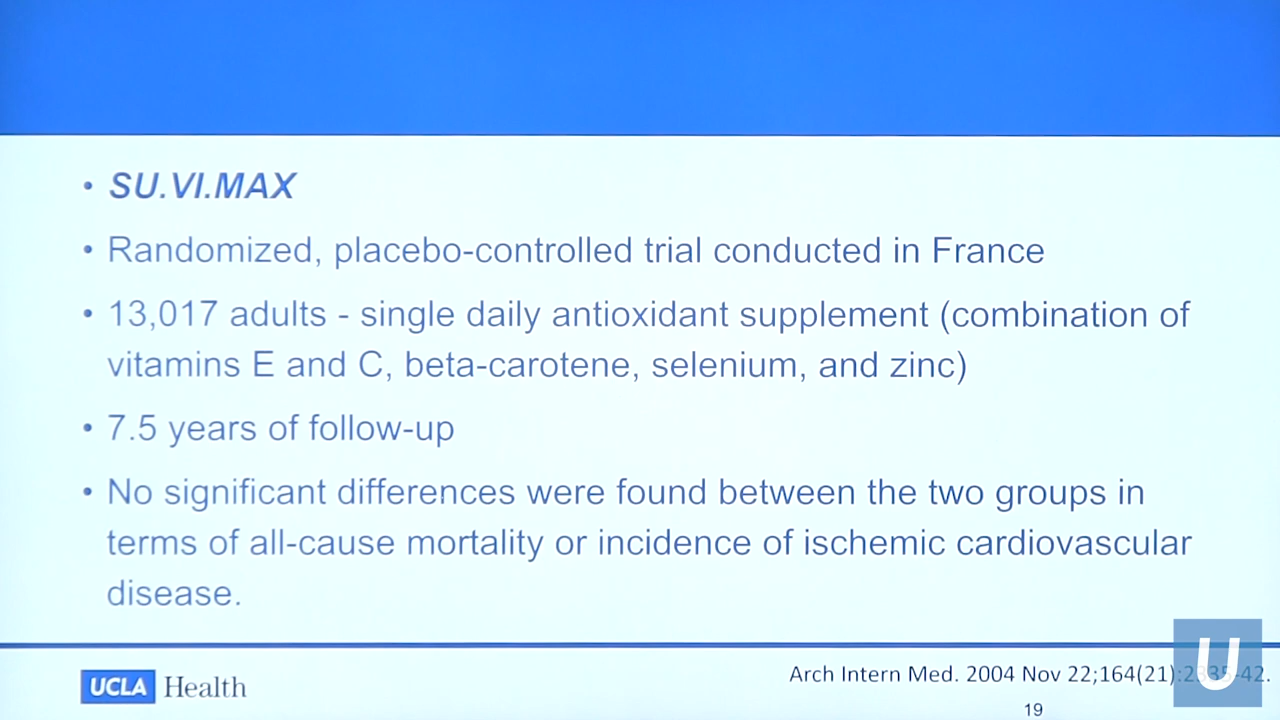 • SU.VI.MAX
• Randomized, placebo-controlled trial conducted in France
• 13,017 adults - single daily antioxidant supplement (combination of
vitamins E and C, beta-carotene, selenium, and zinc)
• 7.5 years of follow-up
• No significant differences were found between the two groups in
terms of all-cause mortality or incidence of ischemic cardiovascular
disease.
Arch Intern Med. 2004 Nov 22;164(21):2335-42.
UCLA Health
19
U